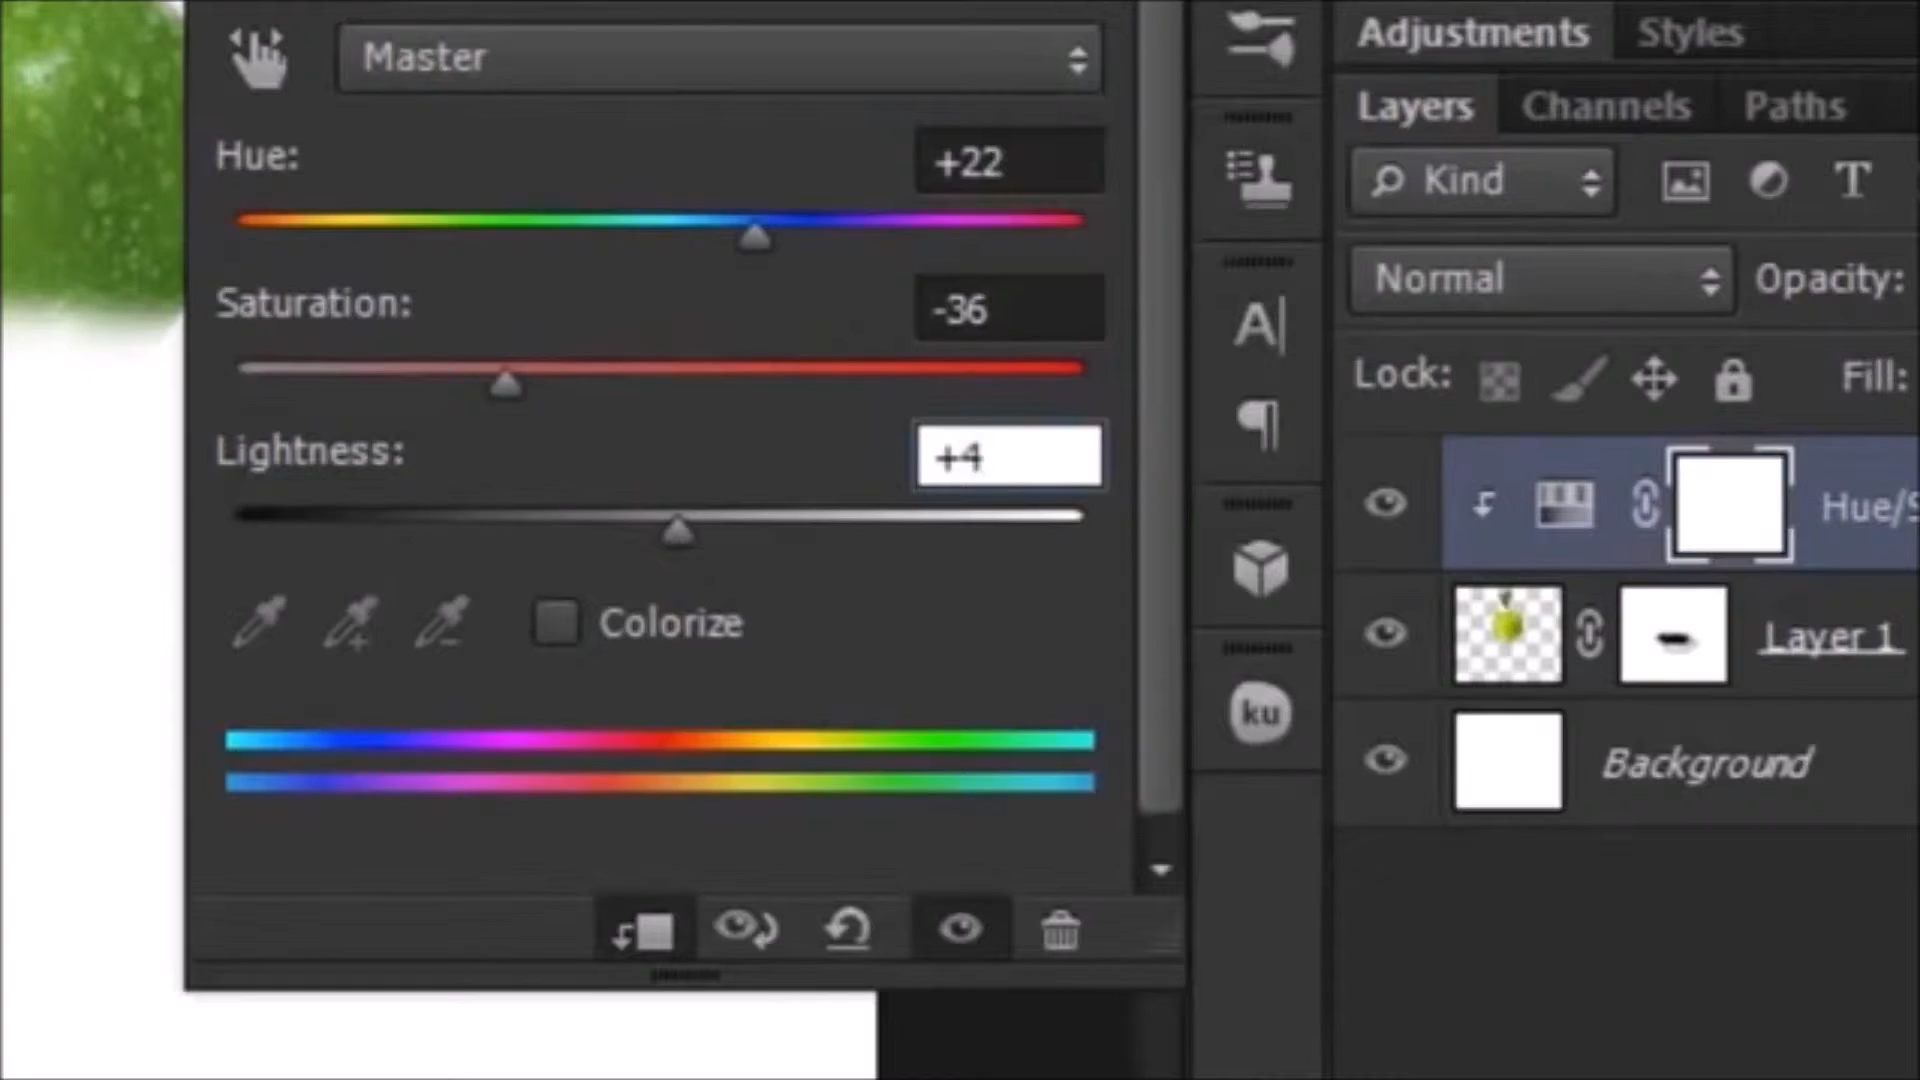 Master
Hue:
+22
Saturation:
-36
Lightness:
+4
Colorize
A|
¶
ku
Adjustments Styles
Layers Channels Paths
Kind T
Normal Opacity:
Lock: Fill:
Hue/S
Layer 1
Background